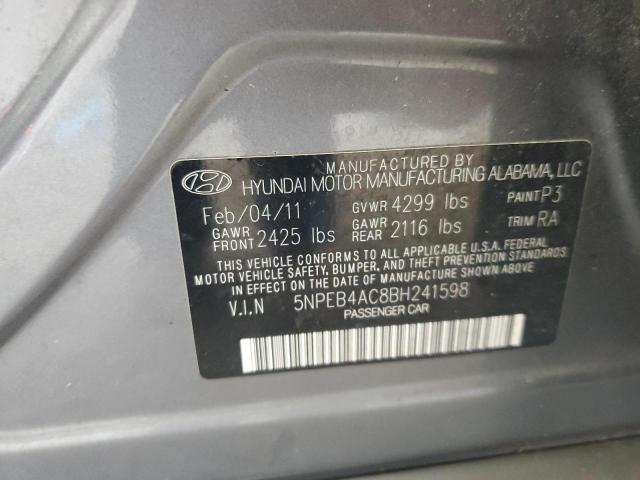 MANUFACTURED BY
HYUNDAI MOTOR MANUFACTURING ALABAMA, LLC
Feb/04/11 GVWR 4299 lbs PAINT P3
GAWR FRONT 2425 lbs GAWR REAR 2116 lbs TRIM RA
THIS VEHICLE CONFORMS TO ALL APPLICABLE U.S.A. FEDERAL
MOTOR VEHICLE SAFETY, BUMPER, AND THEFT PREVENTION STANDARDS
IN EFFECT ON THE DATE OF MANUFACTURE SHOWN ABOVE.
V.I.N 5NPEB4AC8BH241598
PASSENGER CAR